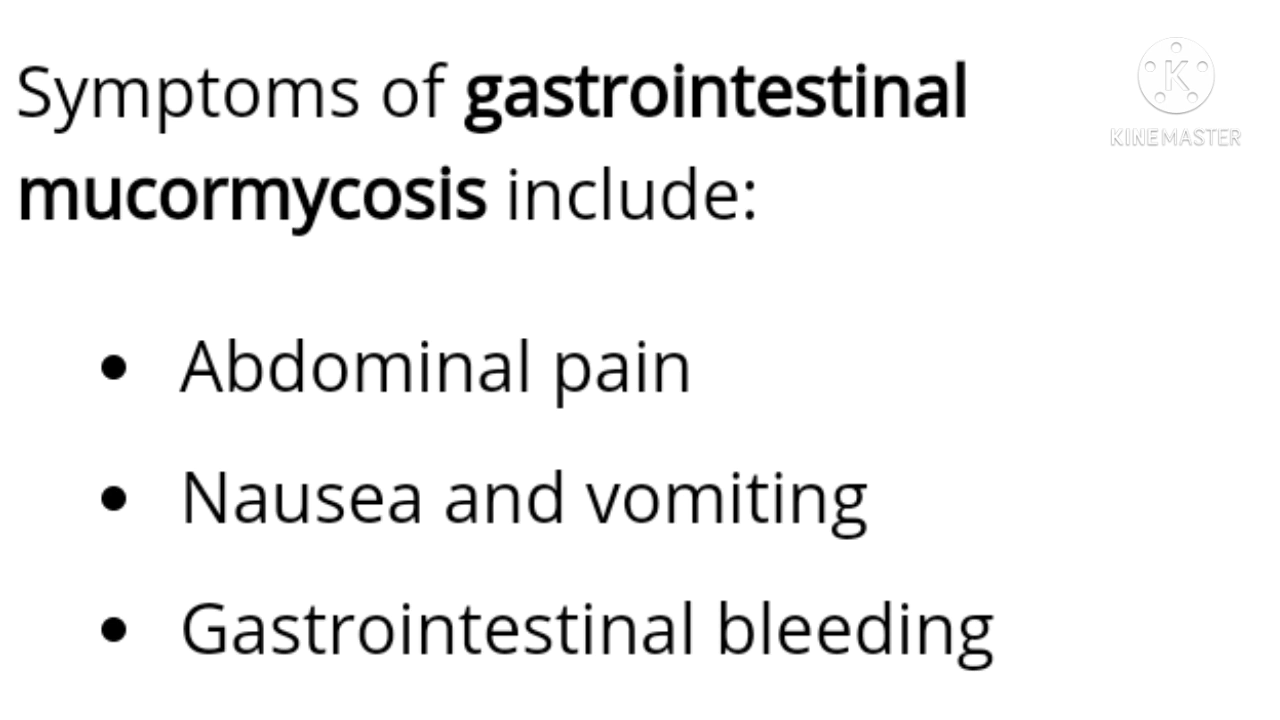 Symptoms of gastrointestinal
mucormycosis include:
• Abdominal pain
• Nausea and vomiting
• Gastrointestinal bleeding
K
KINEMASTER